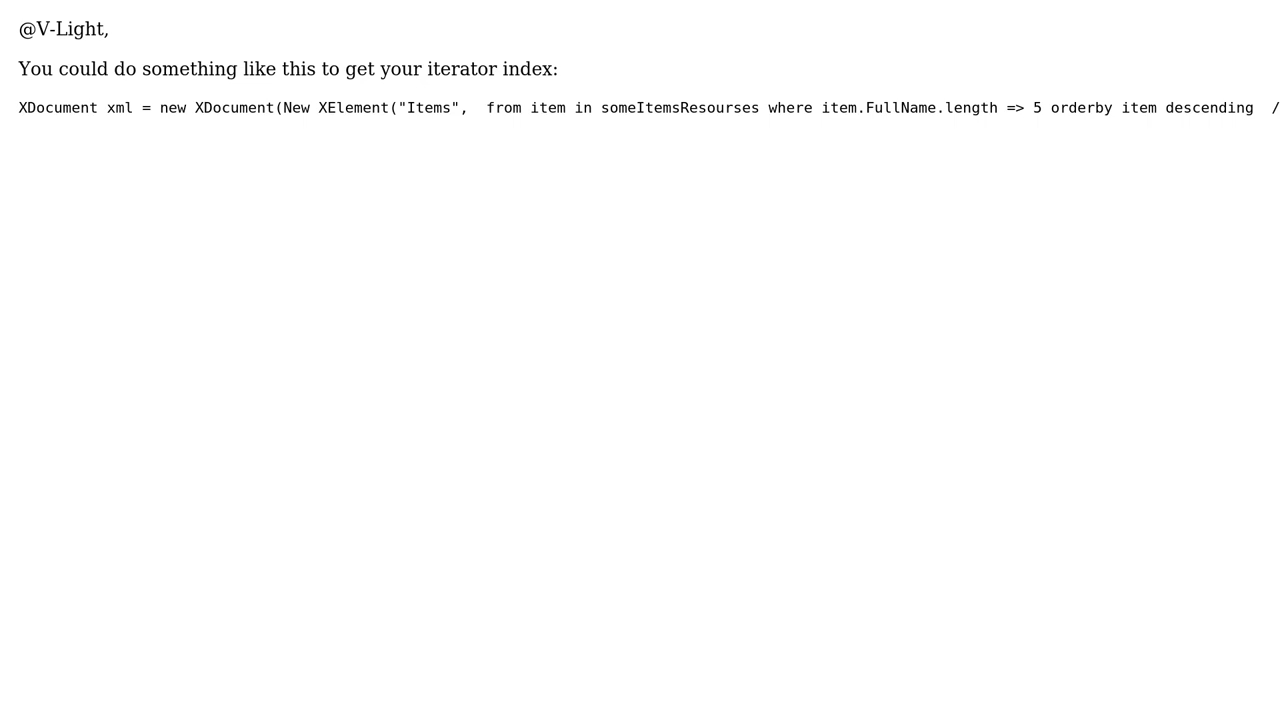 @V-Light,
You could do something like this to get your iterator index:
XDocument xml = new XDocument(New XElement("Items",  from item in someItemsResourses where item.FullName.length => 5 orderby item descending  /